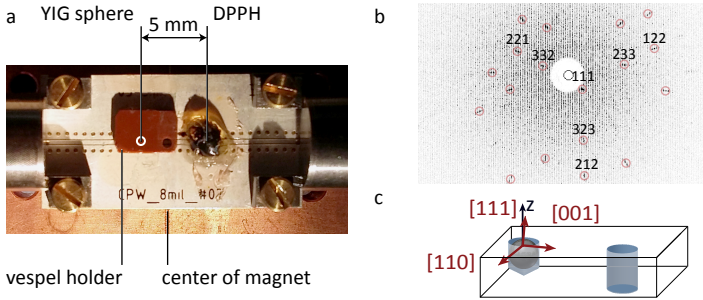 a
YIG sphere
DPPH
5 mm
CPW_8mil_#02
vespel holder
center of magnet
b
221
332
111
233
122
323
212
c
[111]
z
[001]
[110]